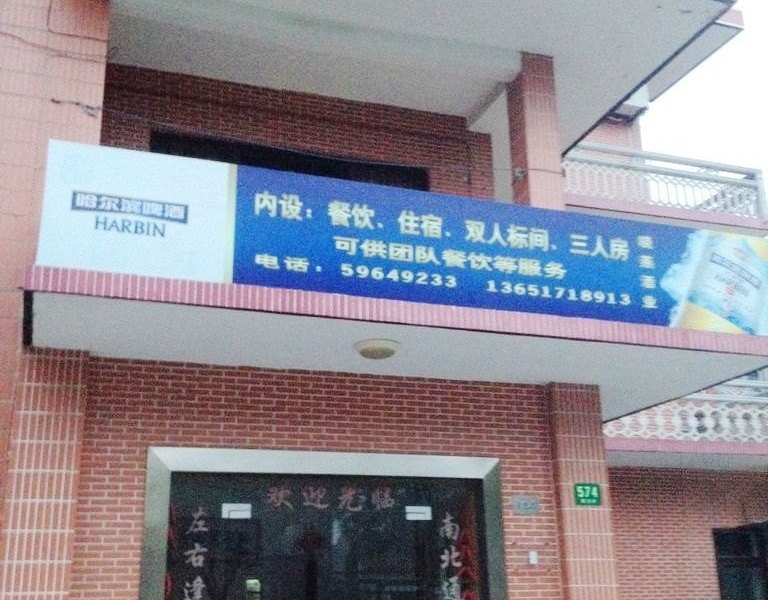 哈尔滨啤酒
HARBIN
内设：餐饮、住宿、双人标间、三人房
可供团队餐饮等服务
电话：59649233 13651718913
欢迎光临
左右逢
南北通
574